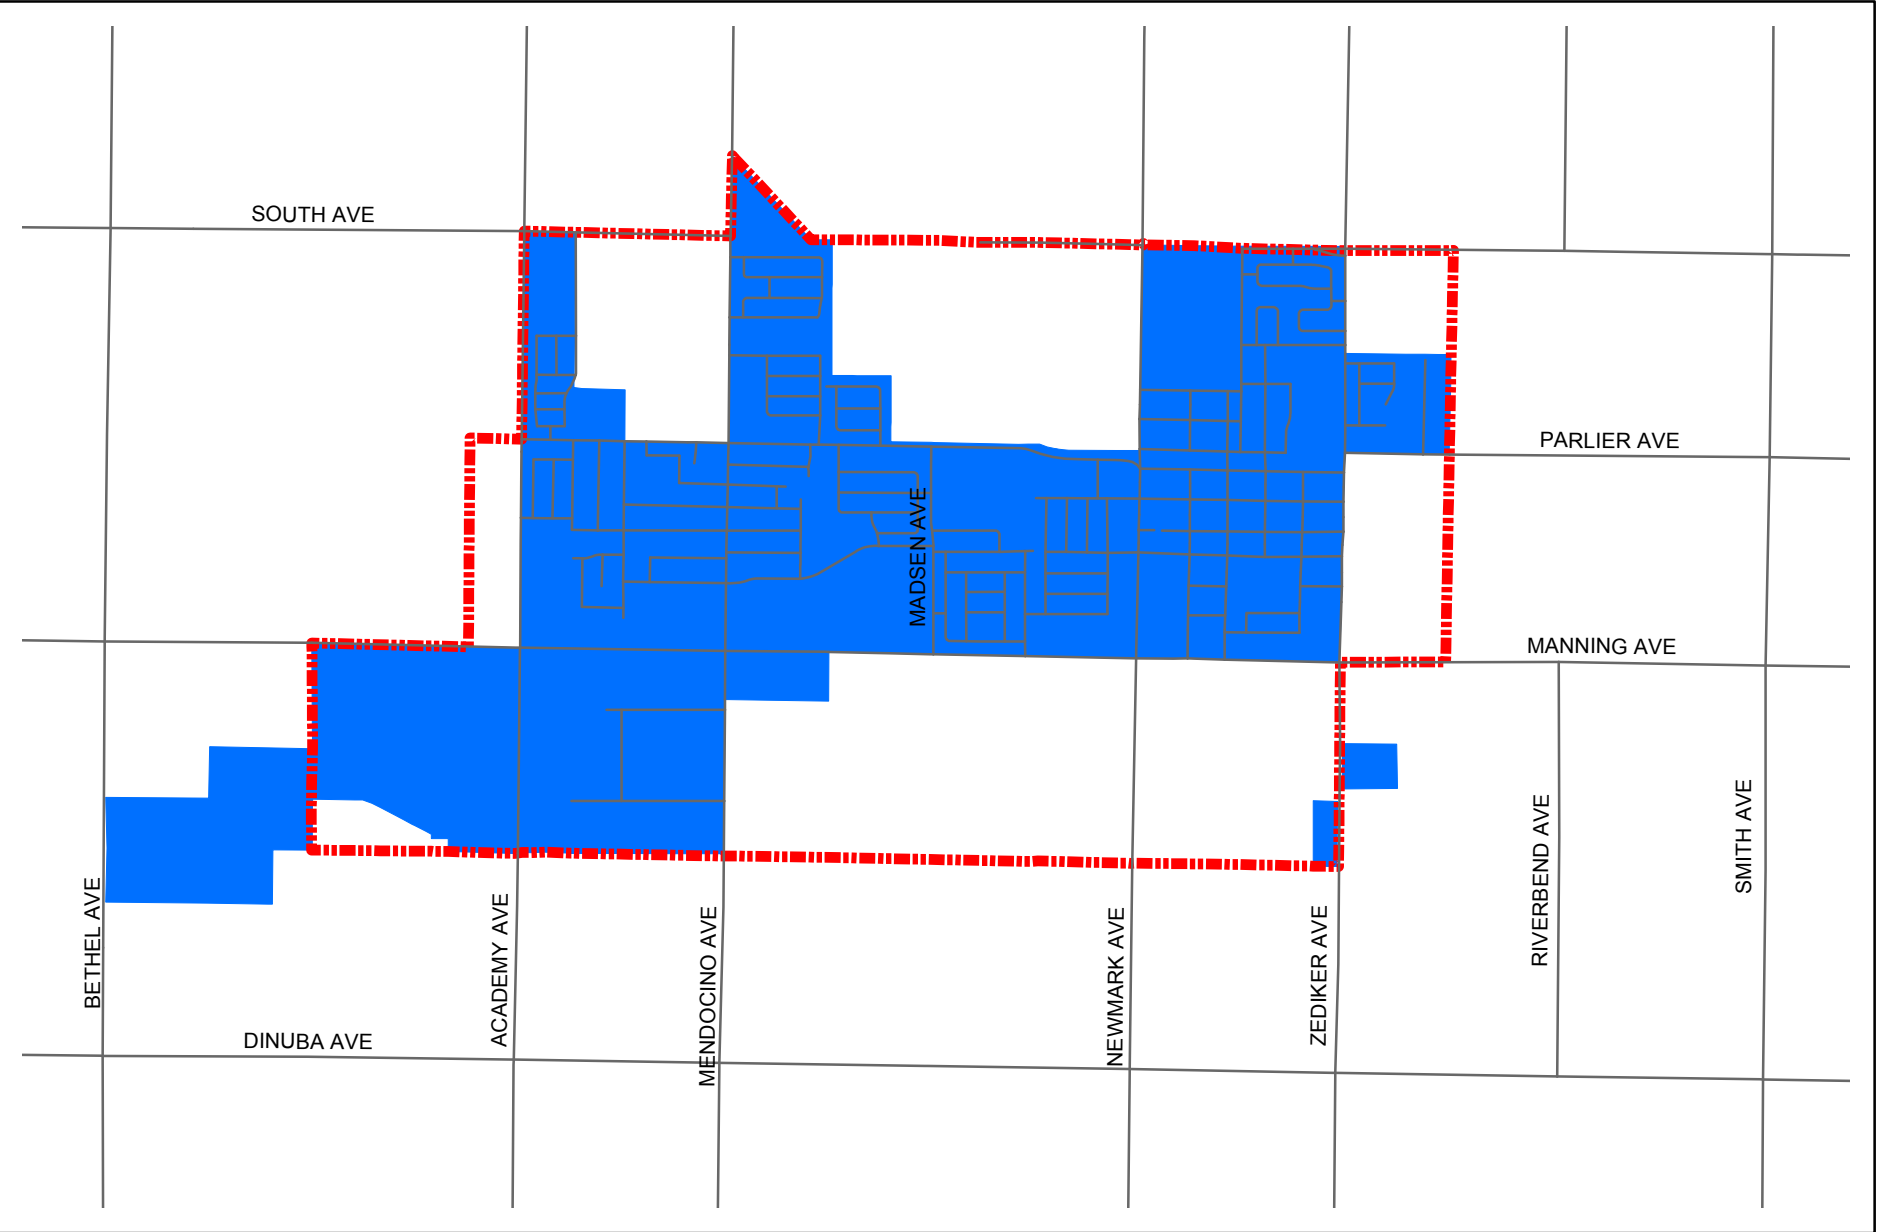 SOUTH AVE
PARLIER AVE
MADSEN AVE
MANNING AVE
BETHEL AVE
ACADEMY AVE
MENDOCINO AVE
NEWMARK AVE
ZEDIKER AVE
RIVERBEND AVE
SMITH AVE
DINUBA AVE